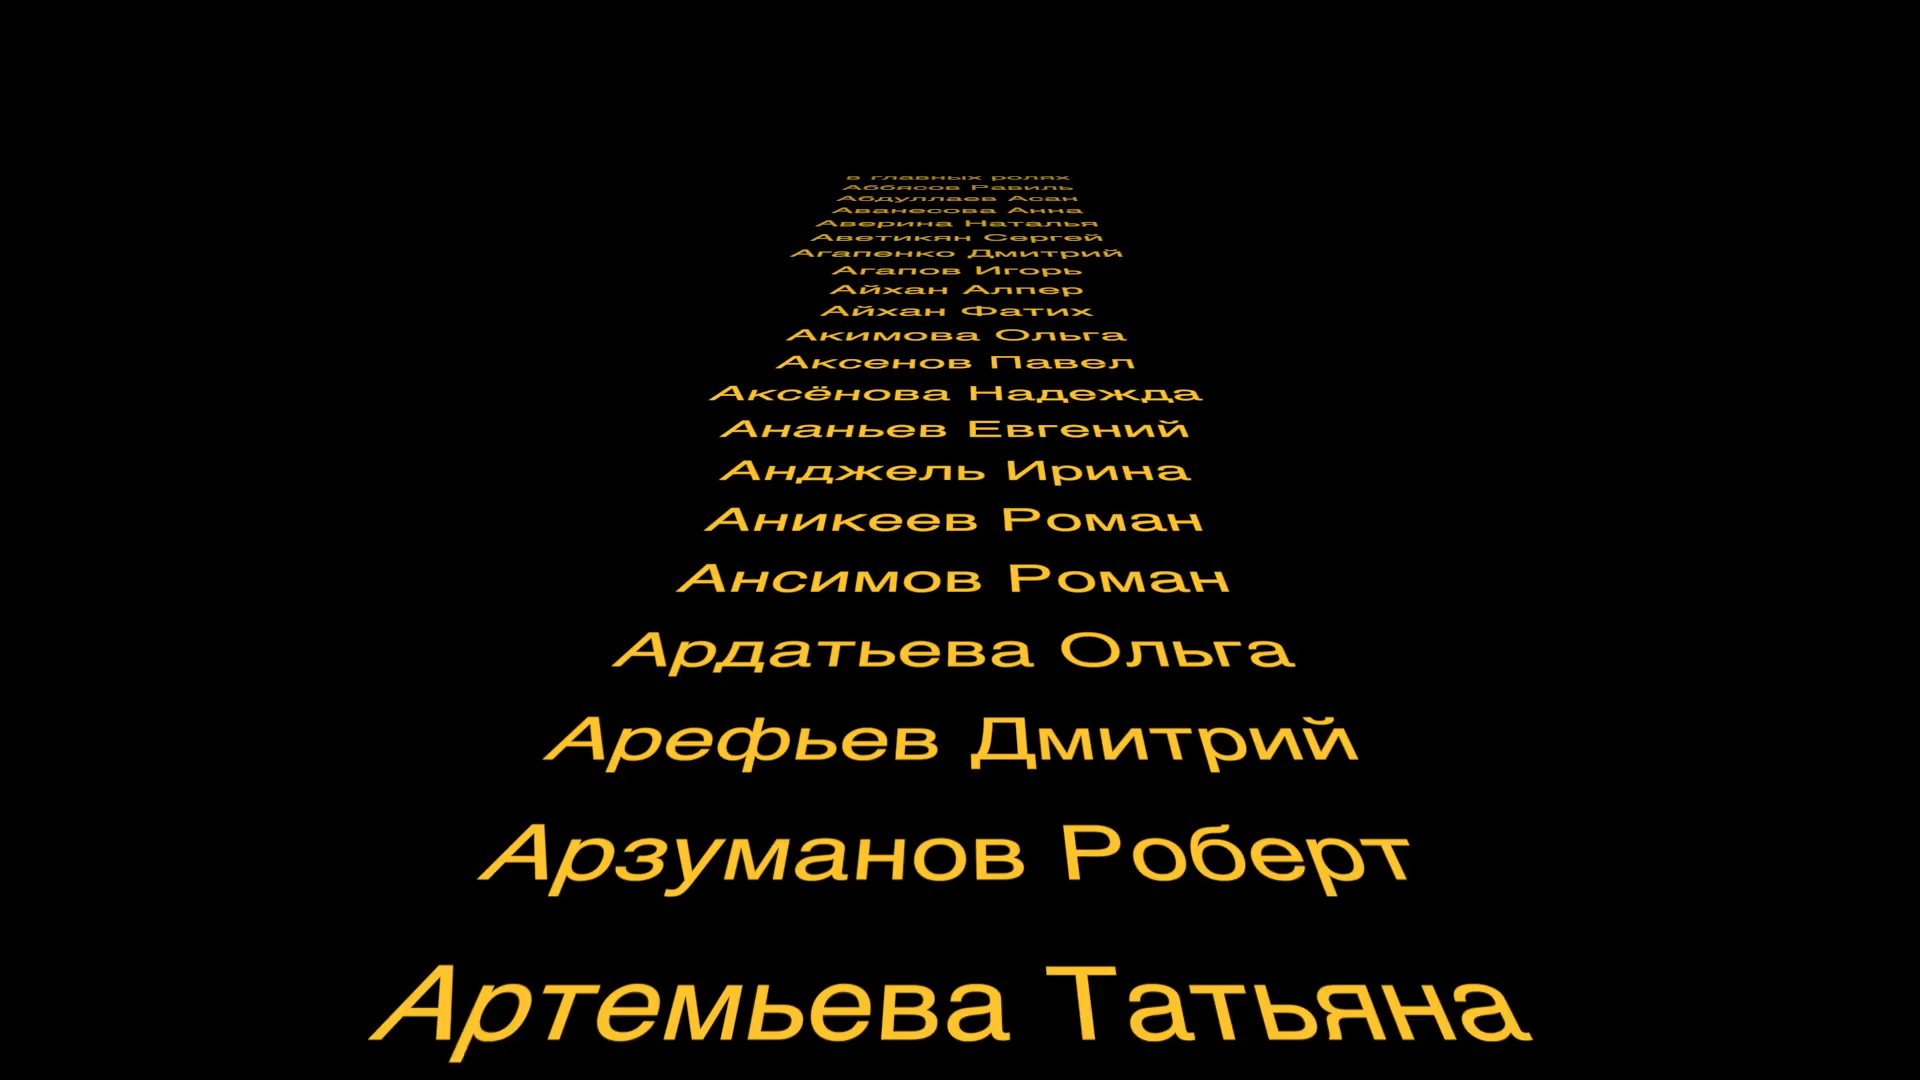 в главных ролях
Аббясов Равиль
Абдуллаев Асан
Аванесова Анна
Аверина Наталья
Аветикян Сергей
Агапенко Дмитрий
Агапов Игорь
Айхан Алпер
Айхан Фатих
Акимова Ольга
Аксенов Павел
Аксёнова Надежда
Ананьев Евгений
Анджель Ирина
Аникеев Роман
Ансимов Роман
Ардатьева Ольга
Арефьев Дмитрий
Арзуманов Роберт
Артемьева Татьяна